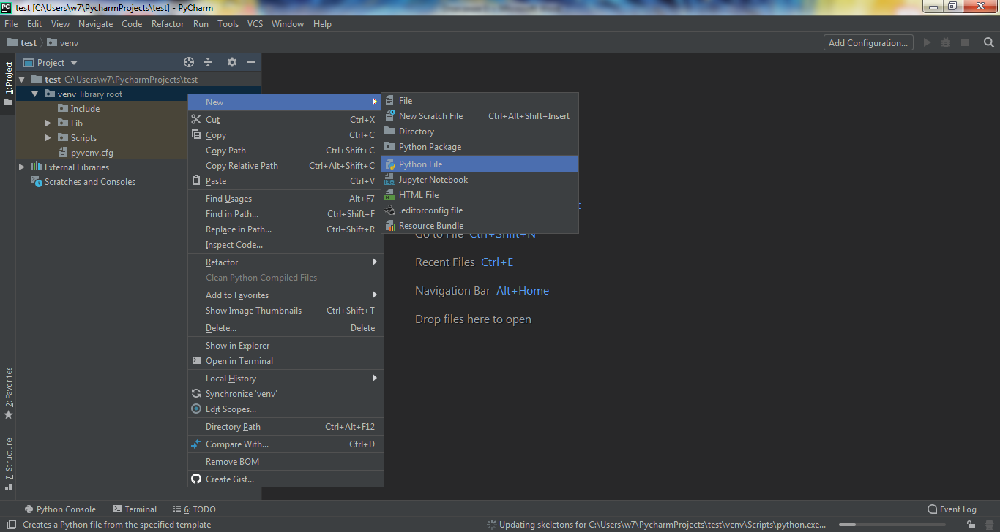 PC test [C:\Users\w7\PycharmProjects\test] - PyCharm
File Edit View Navigate Code Refactor Run Tools VCS Window Help
test venv Add Configuration...
1: Project
Project
test C:\Users\w7\PycharmProjects\test
venv library root
Include
Lib
Scripts
pyvenv.cfg
External Libraries
Scratches and Consoles
New
Cut Ctrl+X
Copy Ctrl+C
Copy Path Ctrl+Shift+C
Copy Relative Path Ctrl+Alt+Shift+C
Paste Ctrl+V
Find Usages Alt+F7
Find in Path... Ctrl+Shift+F
Replace in Path... Ctrl+Shift+R
Inspect Code...
Refactor
Clean Python Compiled Files
Add to Favorites
Show Image Thumbnails Ctrl+Shift+T
Delete... Delete
Show in Explorer
Open in Terminal
Local History
Synchronize 'venv'
Edit Scopes...
Directory Path Ctrl+Alt+F12
Compare With... Ctrl+D
Remove BOM
Create Gist...
File
New Scratch File Ctrl+Alt+Shift+Insert
Directory
Python Package
Python File
Jupyter Notebook
HTML File
.editorconfig file
Resource Bundle
Go to File Ctrl+Shift+N
Recent Files Ctrl+E
Navigation Bar Alt+Home
Drop files here to open
2: Favorites
7: Structure
Python Console Terminal 6: TODO Event Log
Creates a Python file from the specified template Updating skeletons for C:\Users\w7\PycharmProjects\test\venv\Scripts\python.exe...